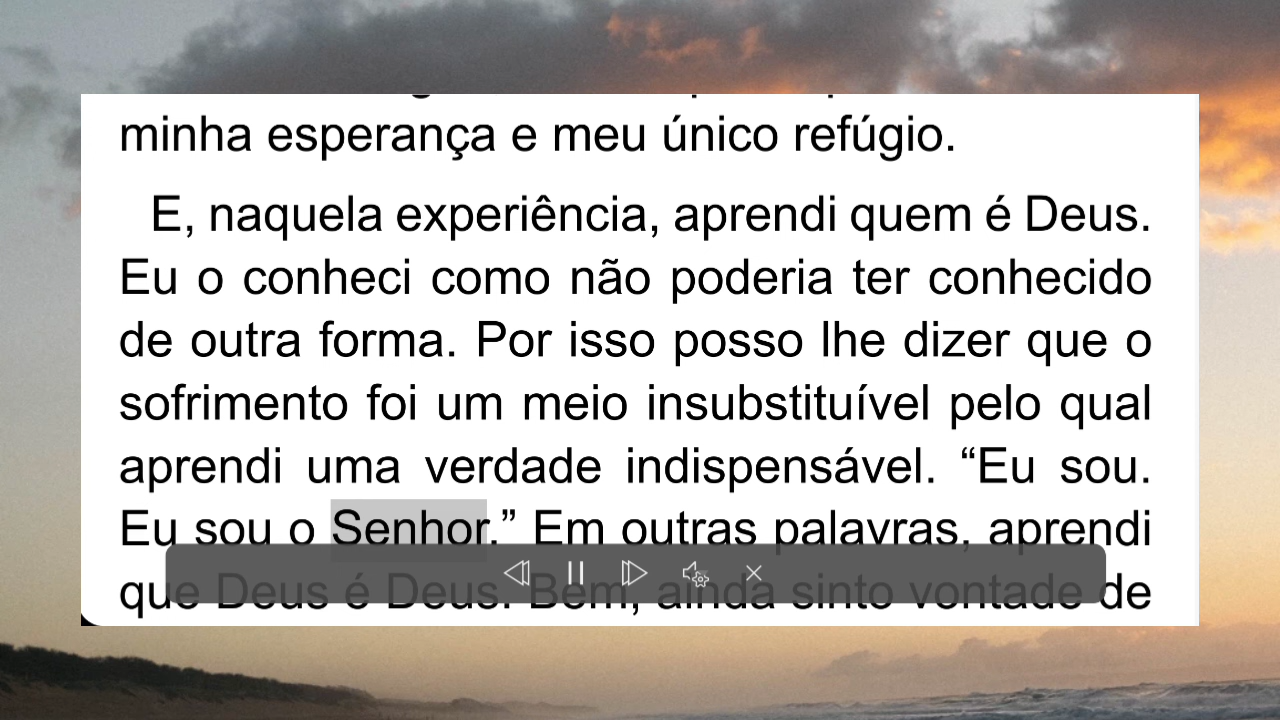 minha esperança e meu único refúgio.
E, naquela experiência, aprendi quem é Deus.
Eu o conheci como não poderia ter conhecido
de outra forma. Por isso posso lhe dizer que o
sofrimento foi um meio insubstituível pelo qual
aprendi uma verdade indispensável. “Eu sou.
Eu sou o Senhor.” Em outras palavras, aprendi
que Deus é Deus. Bem, ainda sinto vontade de